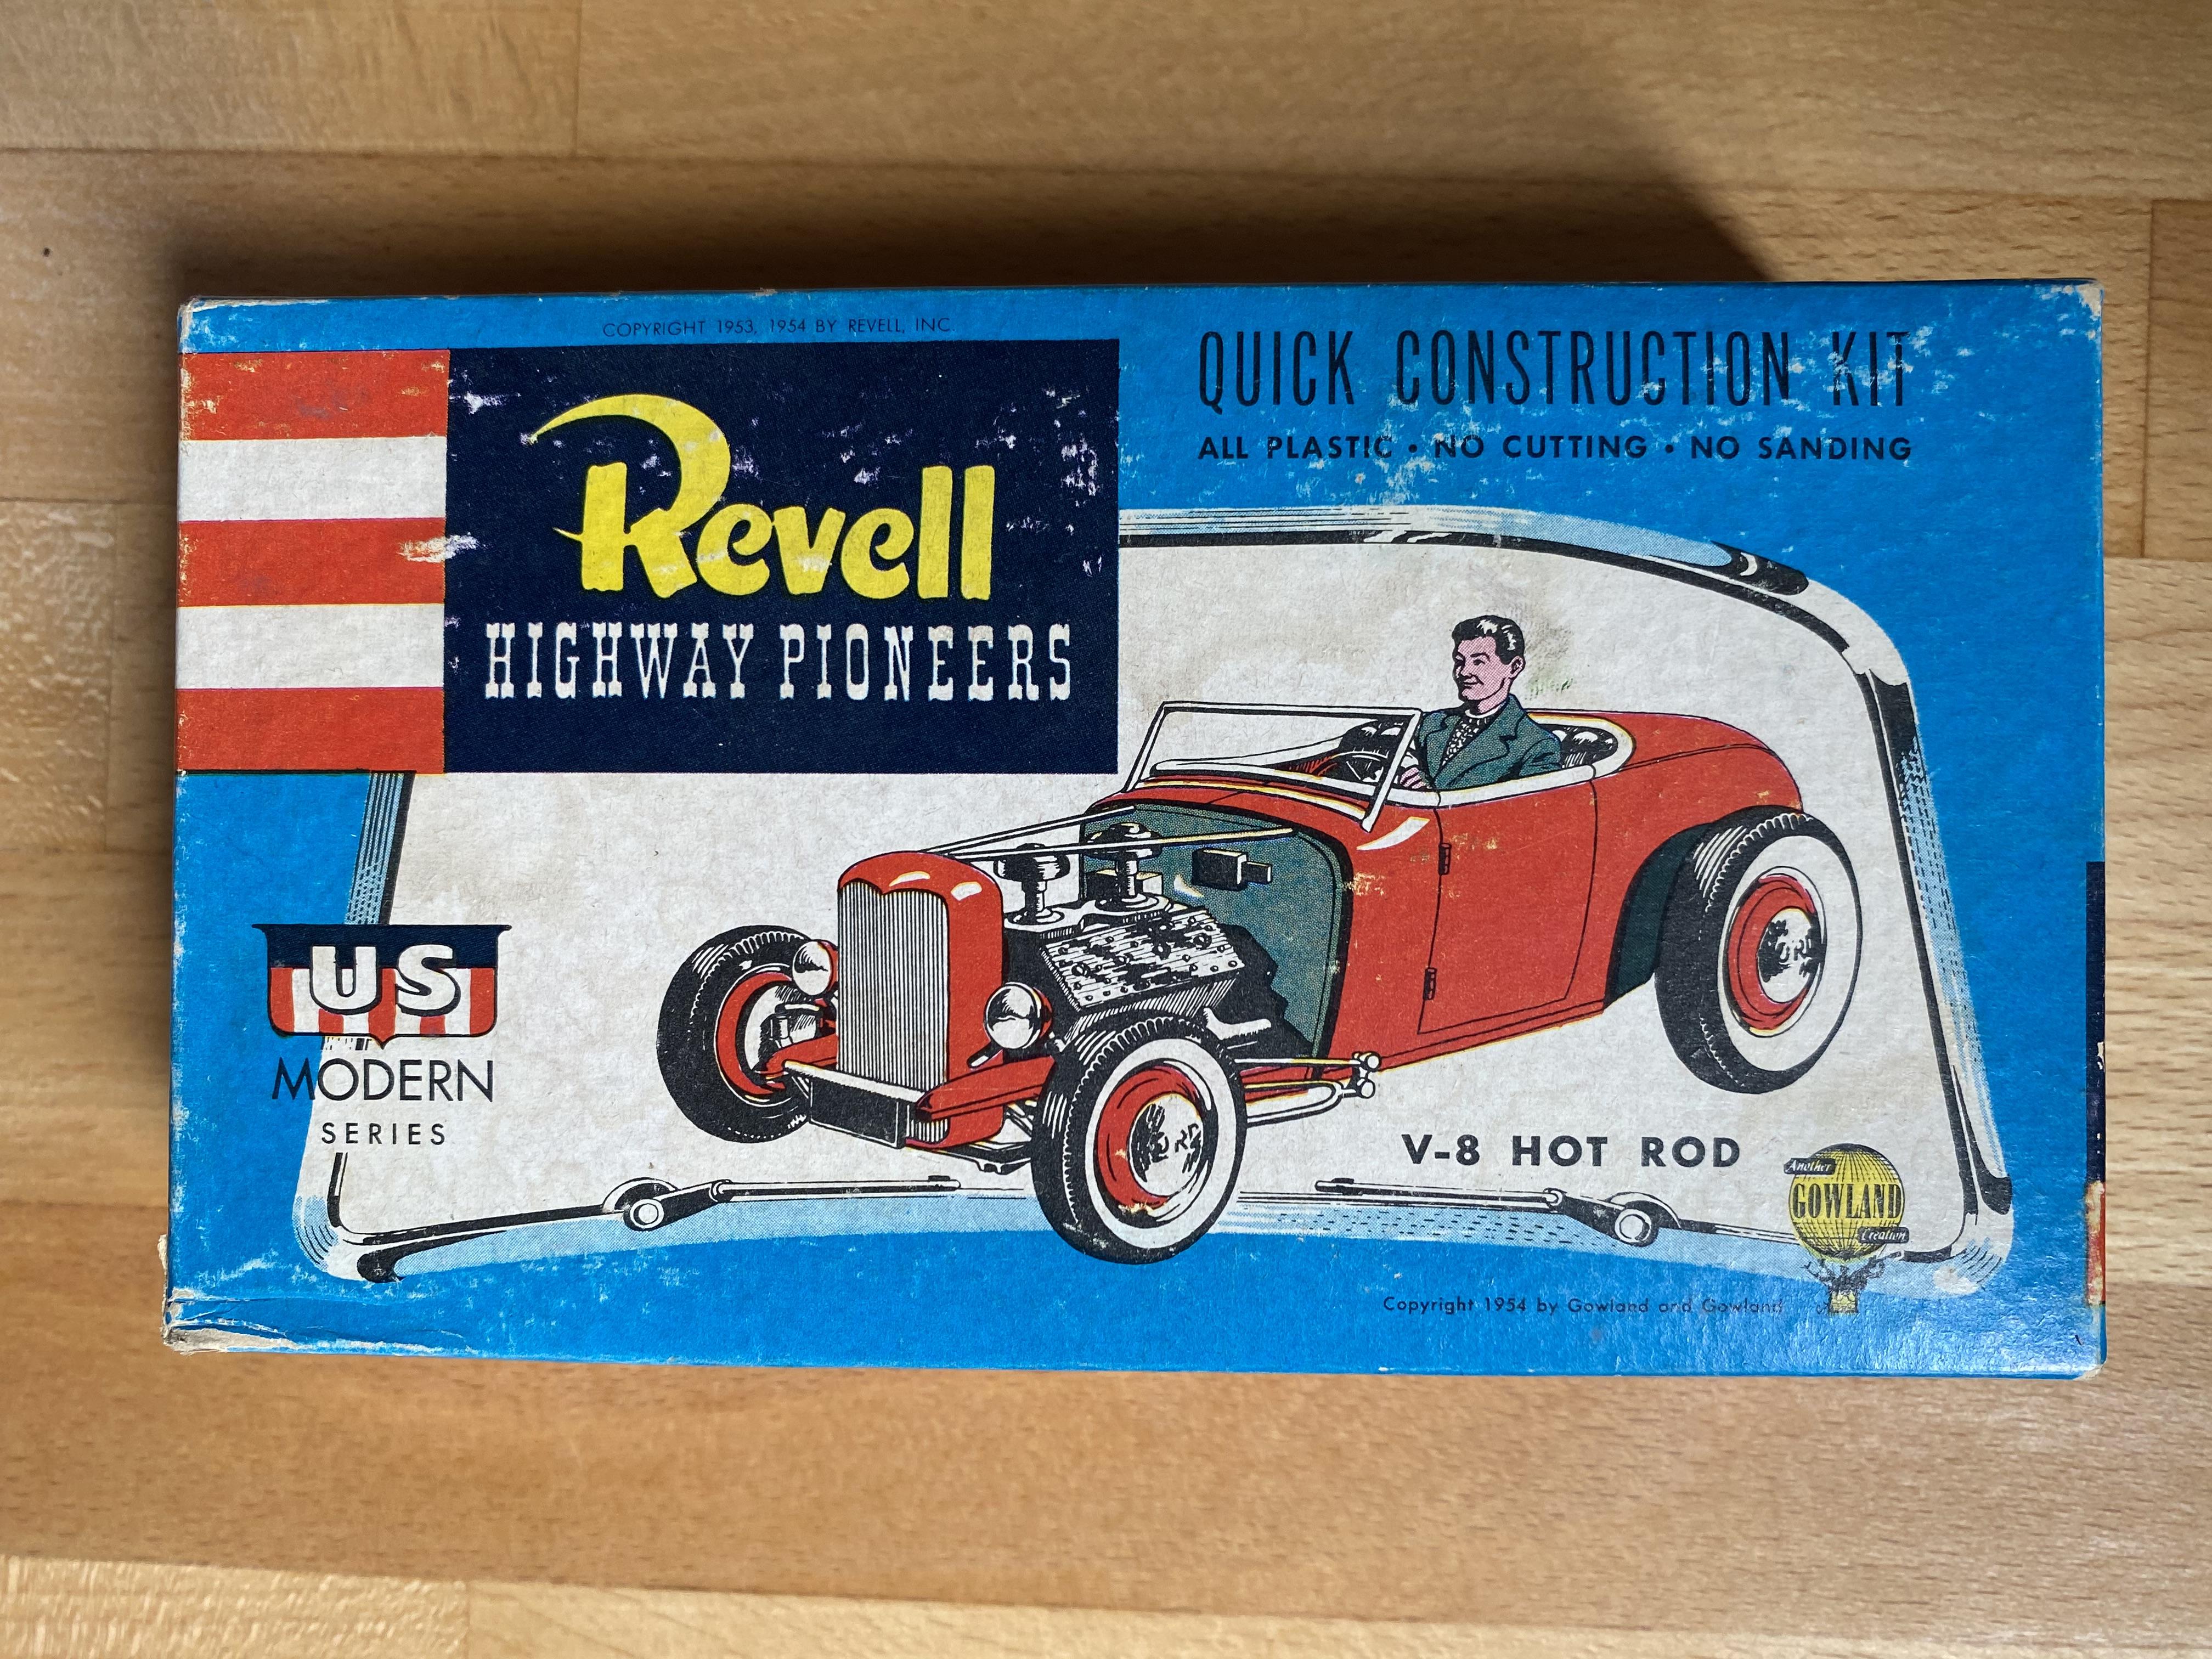 COPYRIGHT 1953, 1954 BY REVELL, INC
Revell
HIGHWAY PIONEERS
QUICK CONSTRUCTION KIT
ALL PLASTIC • NO CUTTING • NO SANDING
US
MODERN
SERIES
V-8 HOT ROD
Another
GOWLAND
Creation
Copyright 1954 by Gowland and Gowland